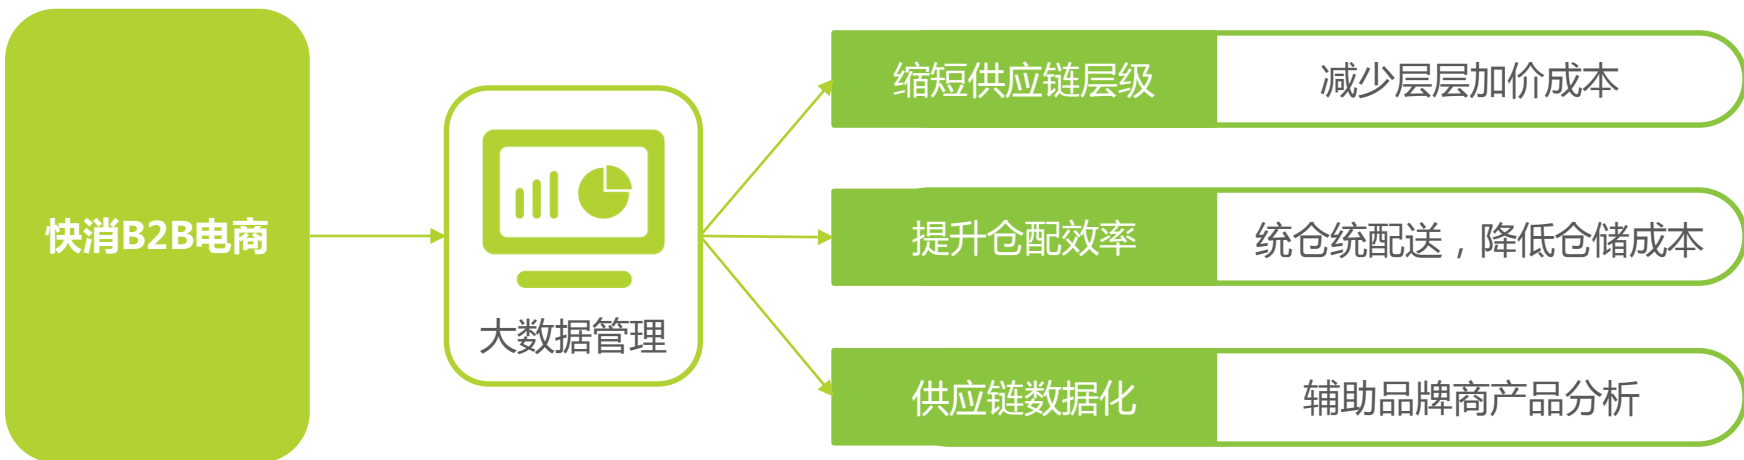 快消B2B电商
大数据管理
缩短供应链层级
减少层层加价成本
提升仓配效率
统仓统配送，降低仓储成本
供应链数据化
辅助品牌商产品分析